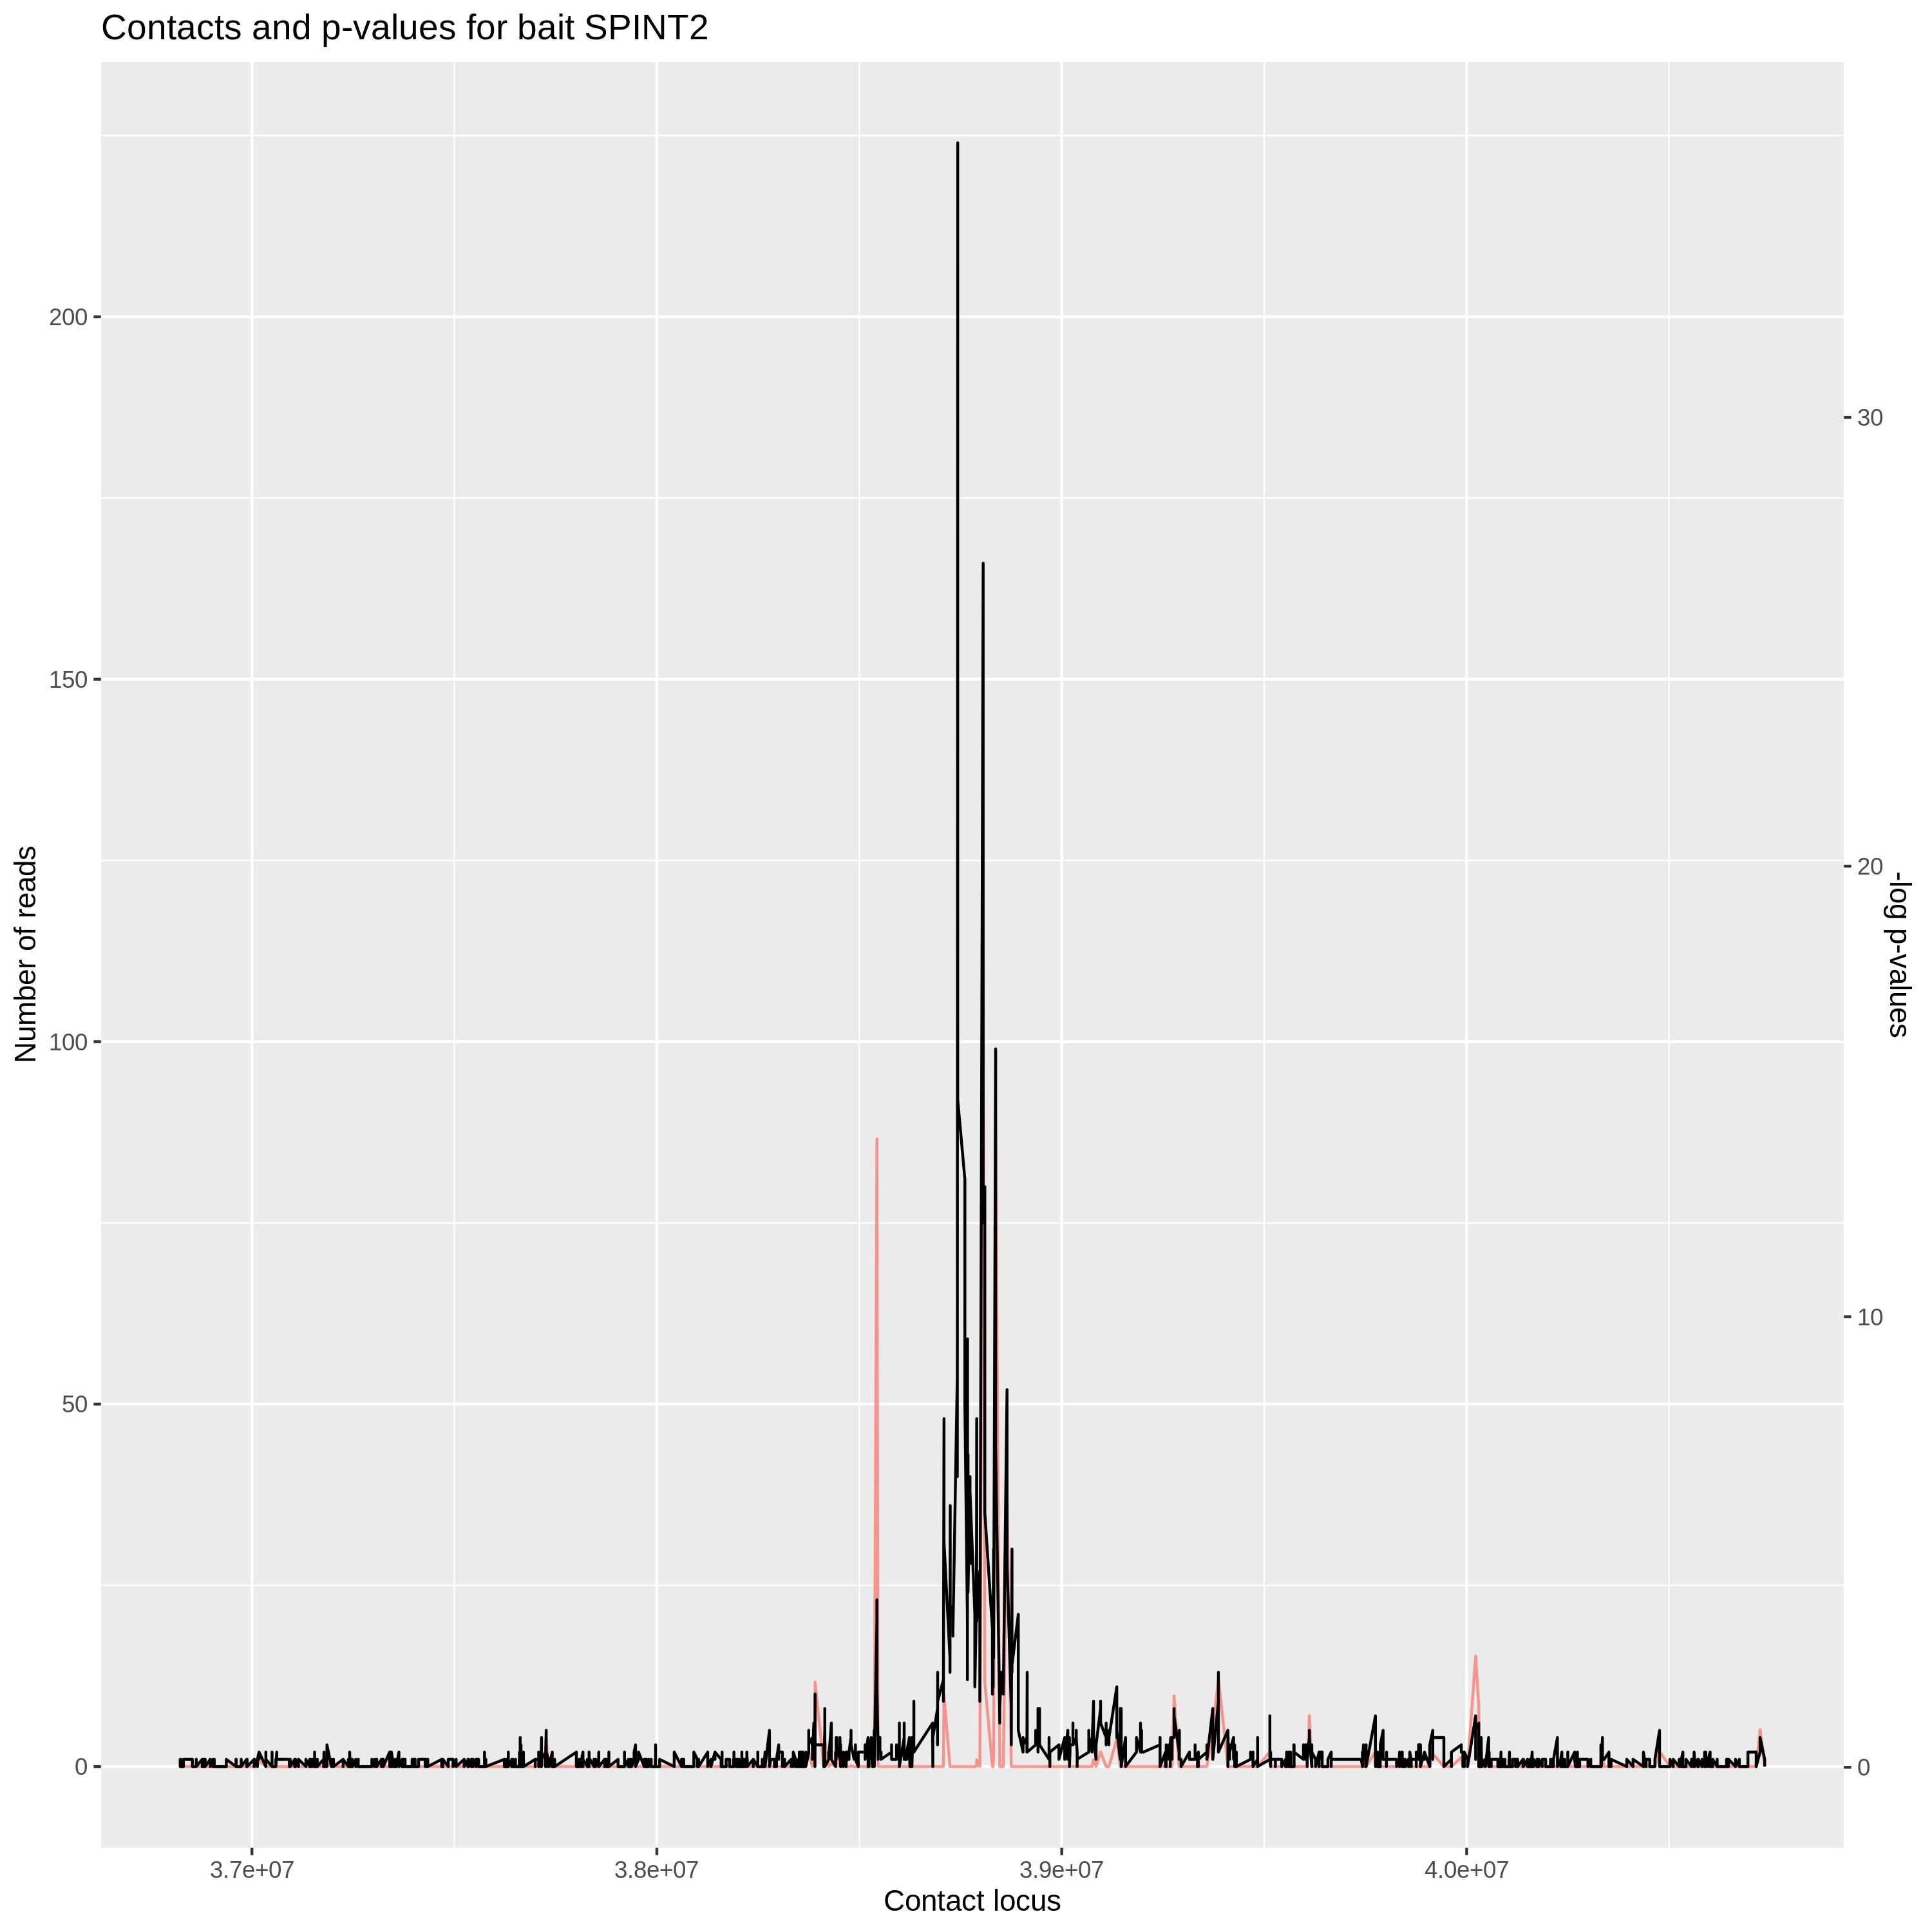 Contacts and p-values for bait SPINT2
200
150
100
50
0
Number of reads
30
20
10
0
-log p-values
3.7e+07
3.8e+07
3.9e+07
4.0e+07
Contact locus